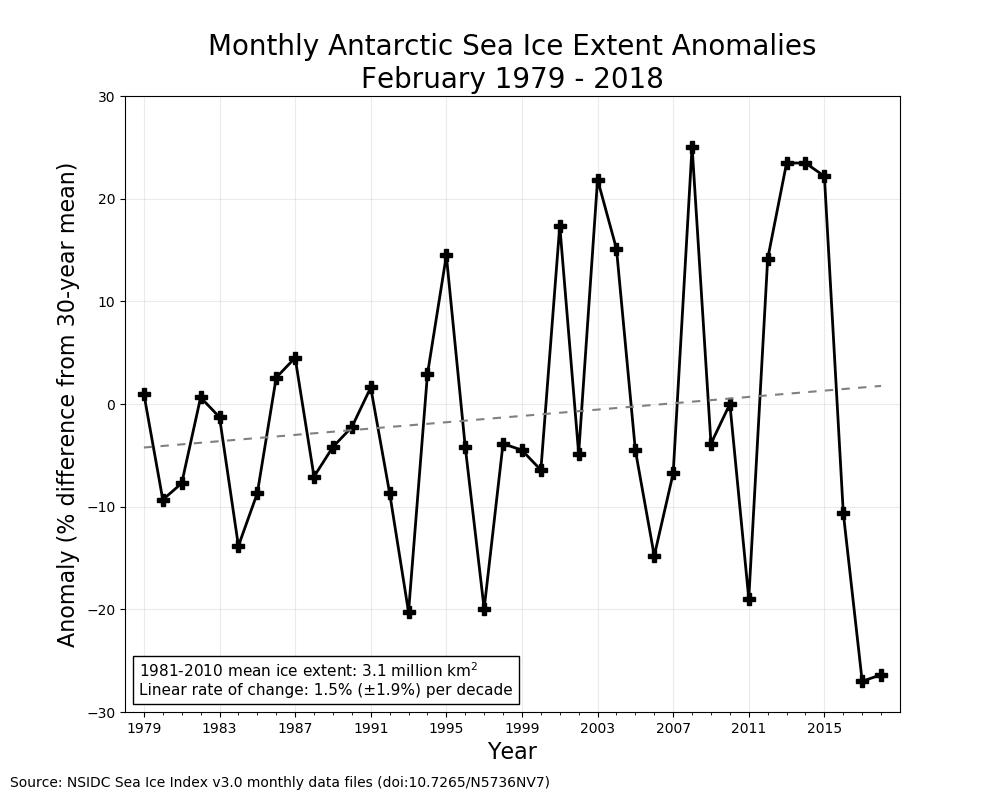 Monthly Antarctic Sea Ice Extent Anomalies
February 1979 - 2018
Anomaly (% difference from 30-year mean)
30
20
10
0
−10
−20
−30
1981-2010 mean ice extent: 3.1 million km²
Linear rate of change: 1.5% (±1.9%) per decade
1979 1983 1987 1991 1995 1999 2003 2007 2011 2015
Year
Source: NSIDC Sea Ice Index v3.0 monthly data files (doi:10.7265/N5736NV7)